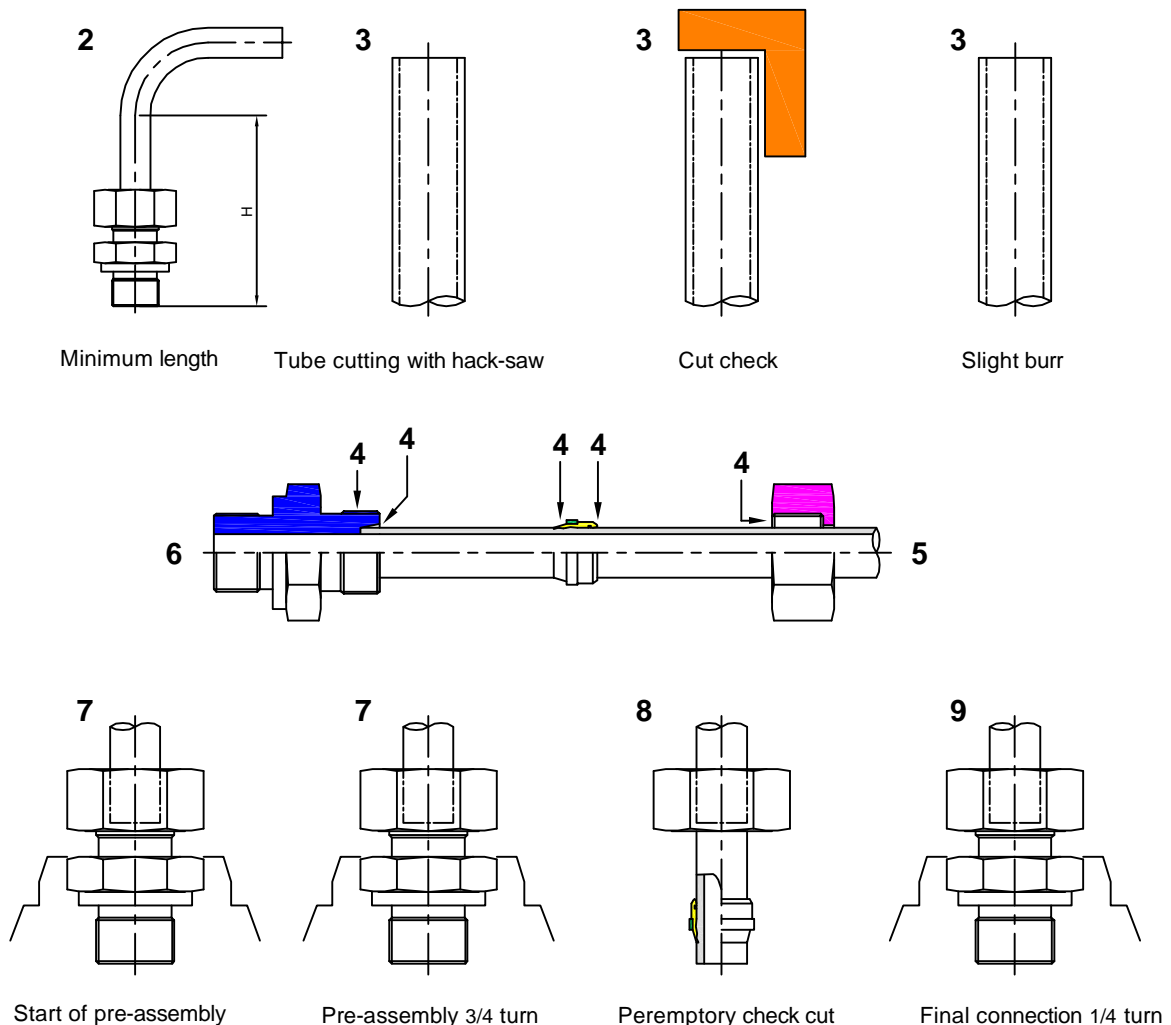 2 3 3 3
H
Minimum length Tube cutting with hack-saw Cut check Slight burr
4 4 4 4 4
6 5
7 7 8 9
Start of pre-assembly Pre-assembly 3/4 turn Peremptory check cut Final connection 1/4 turn